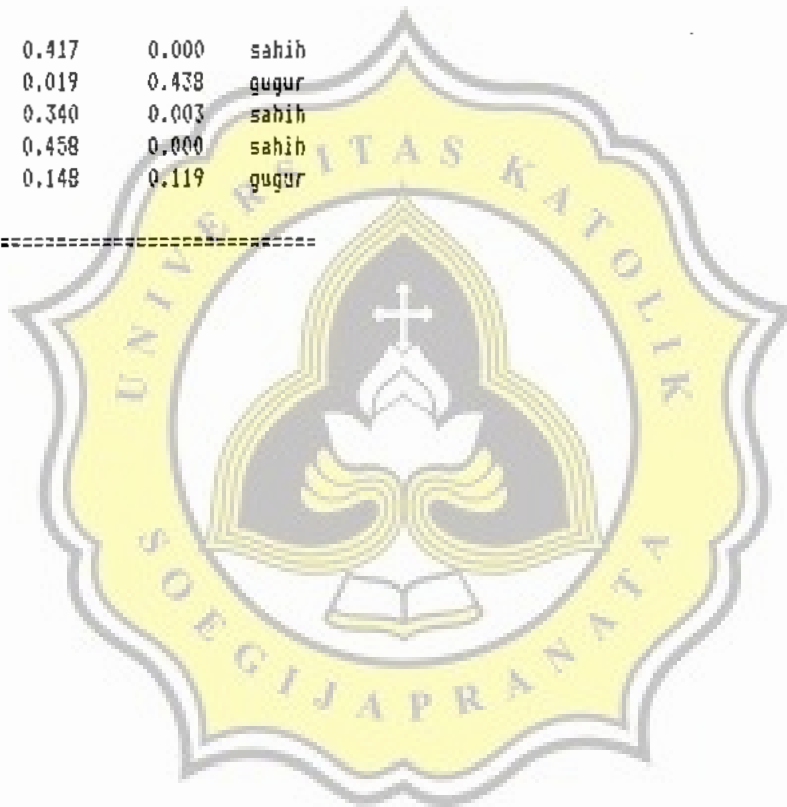 0.417 0.000 sahih
0.019 0.438 gugur
0.340 0.003 sahih
0.458 0.000 sahih
0.148 0.119 gugur
==============================
UNIVERSITAS KATOLIK
SOEGIJAPRANATA